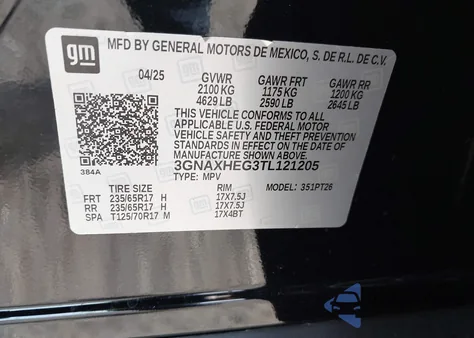 gm
MFD BY GENERAL MOTORS DE MEXICO, S. DE R.L. DE C.V.
04/25 GVWR GAWR FRT GAWR RR
2100 KG 1175 KG 1200 KG
4629 LB 2590 LB 2645 LB
THIS VEHICLE CONFORMS TO ALL
APPLICABLE U.S. FEDERAL MOTOR
VEHICLE SAFETY AND THEFT PREVENTION
STANDARDS IN EFFECT ON THE DATE OF
MANUFACTURE SHOWN ABOVE.
384A
3GNAXHEG3TL121205
TYPE: MPV MODEL: 351PT26
TIRE SIZE RIM
FRT 235/65R17 H 17X7.5J
RR 235/65R17 H 17X7.5J
SPA T125/70R17 M 17X4BT